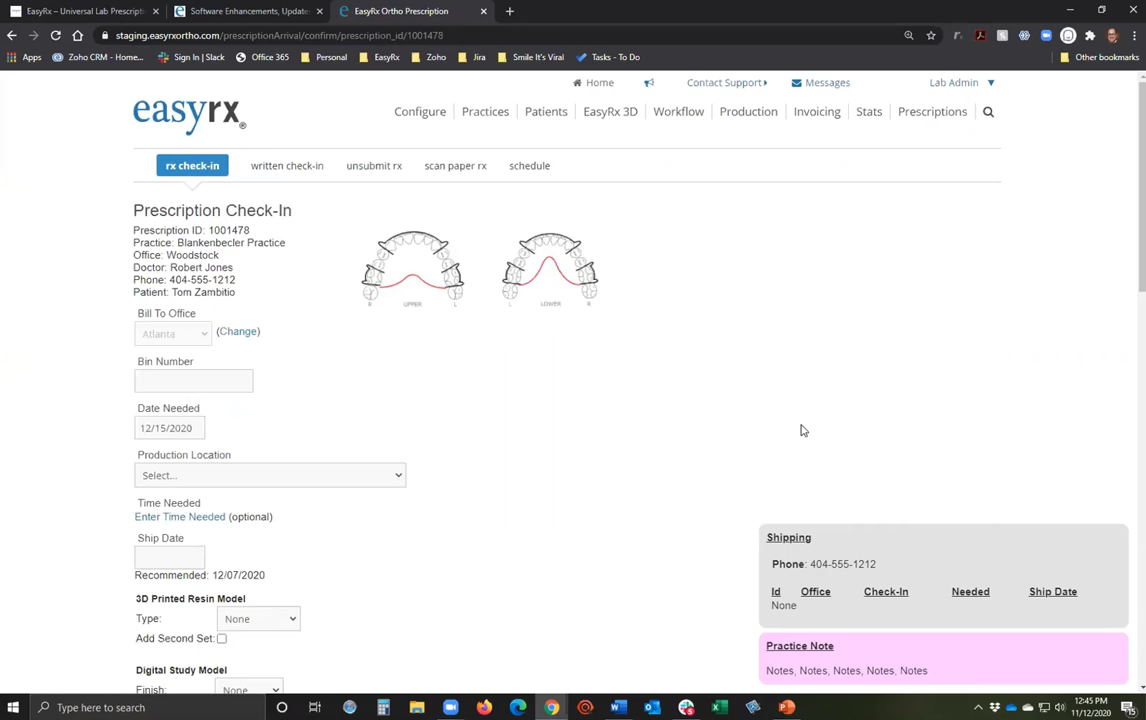 EasyRx – Universal Lab Prescripti
Software Enhancements, Update
EasyRx Ortho Prescription
staging.easyrxortho.com/prescriptionArrival/confirm/prescription_id/1001478
Apps Zoho CRM - Home... Sign In | Slack Office 365 Personal EasyRx Zoho Jira Smile It's Viral Tasks - To Do Other bookmarks
Home Contact Support Messages Lab Admin
easyrx
Configure Practices Patients EasyRx 3D Workflow Production Invoicing Stats Prescriptions
rx check-in written check-in unsubmit rx scan paper rx schedule
Prescription Check-In
Prescription ID: 1001478
Practice: Blankenbecler Practice
Office: Woodstock
Doctor: Robert Jones
Phone: 404-555-1212
Patient: Tom Zambitio
R UPPER L
L LOWER R
Bill To Office
Atlanta (Change)
Bin Number
Date Needed
12/15/2020
Production Location
Select...
Time Needed
Enter Time Needed (optional)
Ship Date
Recommended: 12/07/2020
3D Printed Resin Model
Type: None
Add Second Set:
Digital Study Model
Finish: None
Shipping
Phone: 404-555-1212
Id Office Check-In Needed Ship Date
None
Practice Note
Notes, Notes, Notes, Notes, Notes
Type here to search
12:45 PM
11/12/2020
15